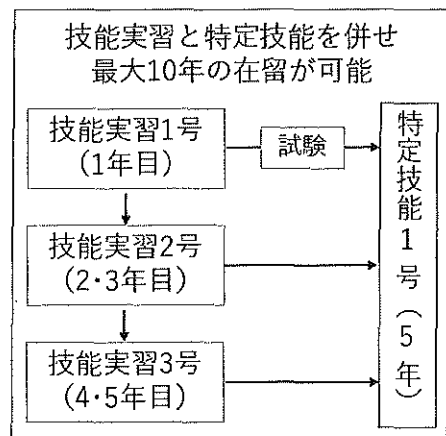 技能実習と特定技能を併せ
最大10年の在留が可能
技能実習1号
(1年目)
試験
技能実習2号
(2・3年目)
技能実習3号
(4・5年目)
特定技能1号（5年）